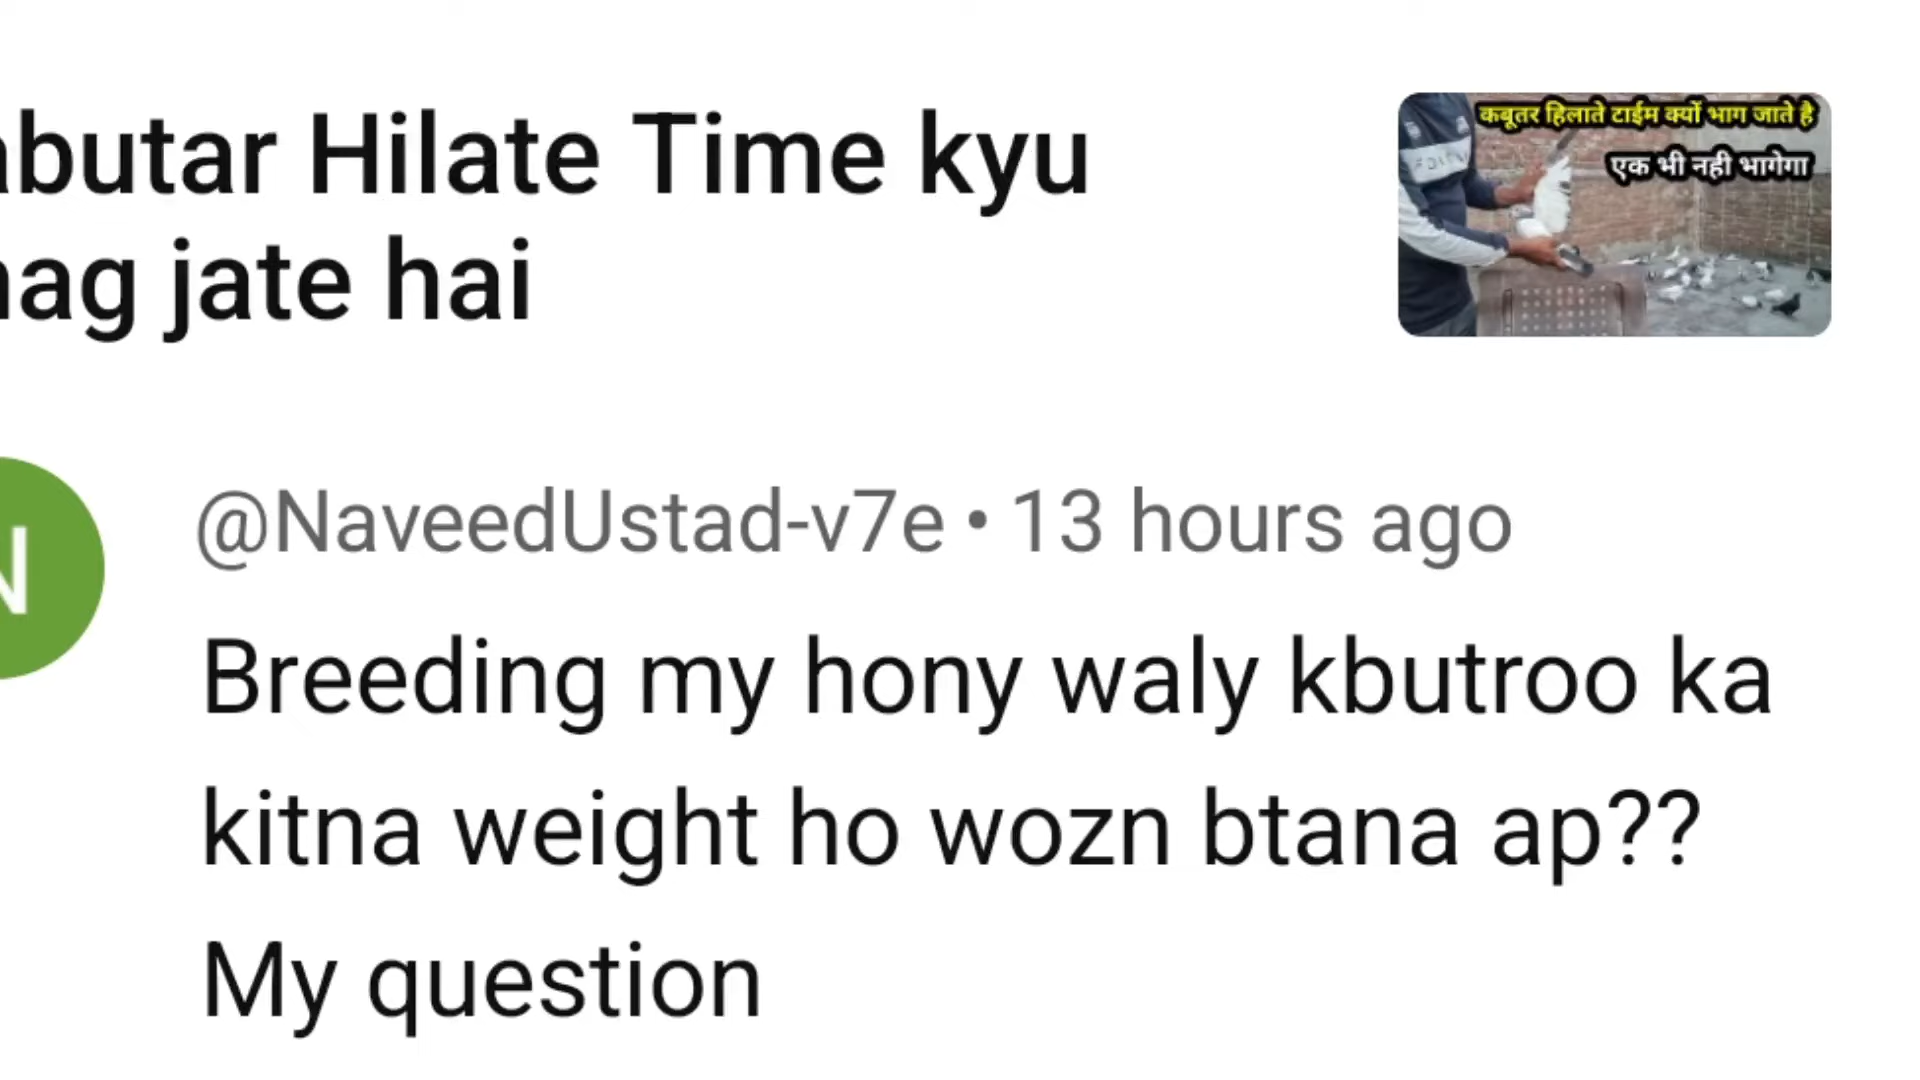 abutar Hilate Time kyu
कबूतर हिलाते टाईम क्यों भाग जाते है
एक भी नही भागेगा
hag jate hai
N
@NaveedUstad-v7e • 13 hours ago
Breeding my hony waly kbutroo ka
kitna weight ho wozn btana ap??
My question